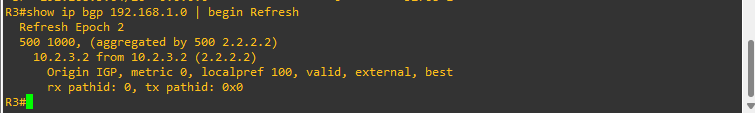 R3#show ip bgp 192.168.1.0 | begin Refresh
Refresh Epoch 2
500 1000, (aggregated by 500 2.2.2.2)
10.2.3.2 from 10.2.3.2 (2.2.2.2)
Origin IGP, metric 0, localpref 100, valid, external, best
rx pathid: 0, tx pathid: 0x0
R3#